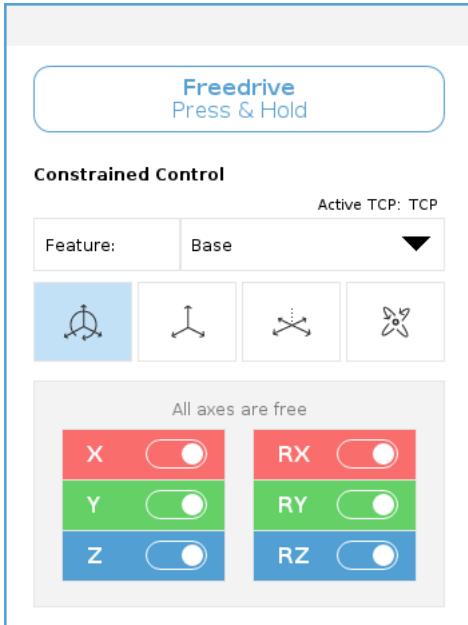 Freedrive
Press & Hold
Constrained Control
Active TCP: TCP
Feature: Base
All axes are free
X RX
Y RY
Z RZ